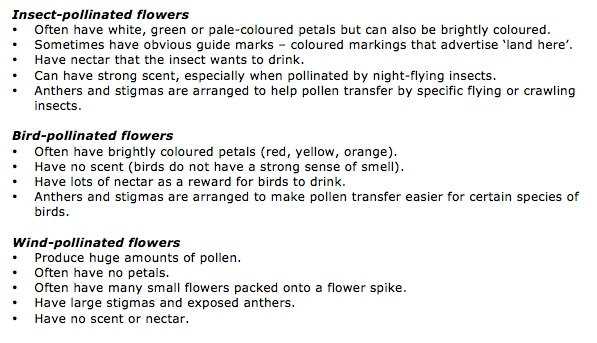 Insect-pollinated flowers
• Often have white, green or pale-coloured petals but can also be brightly coloured.
• Sometimes have obvious guide marks – coloured markings that advertise ‘land here’.
• Have nectar that the insect wants to drink.
• Can have strong scent, especially when pollinated by night-flying insects.
• Anthers and stigmas are arranged to help pollen transfer by specific flying or crawling
insects.
Bird-pollinated flowers
• Often have brightly coloured petals (red, yellow, orange).
• Have no scent (birds do not have a strong sense of smell).
• Have lots of nectar as a reward for birds to drink.
• Anthers and stigmas are arranged to make pollen transfer easier for certain species of
birds.
Wind-pollinated flowers
• Produce huge amounts of pollen.
• Often have no petals.
• Often have many small flowers packed onto a flower spike.
• Have large stigmas and exposed anthers.
• Have no scent or nectar.